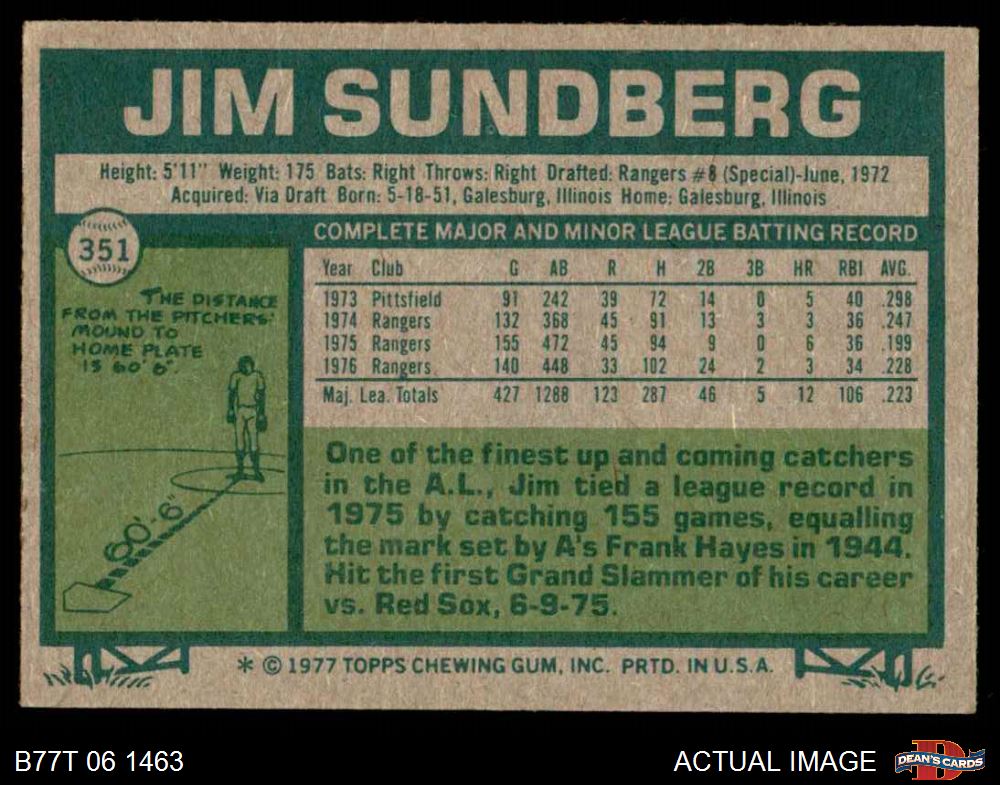 JIM SUNDBERG
Height: 5'11" Weight: 175 Bats: Right Throws: Right Drafted: Rangers #8 (Special)-June, 1972
Acquired: Via Draft Born: 5-18-51, Galesburg, Illinois Home: Galesburg, Illinois
351
COMPLETE MAJOR AND MINOR LEAGUE BATTING RECORD
Year Club G AB R H 2B 3B HR RBI AVG.
1973 Pittsfield 91 242 39 72 14 0 5 40 .298
1974 Rangers 132 368 45 91 13 3 3 36 .247
1975 Rangers 155 472 45 94 9 0 6 36 .199
1976 Rangers 140 448 33 102 24 2 3 34 .228
Maj. Lea. Totals 427 1288 123 287 46 5 12 106 .223
THE DISTANCE
FROM THE PITCHERS'
MOUND TO
HOME PLATE
IS 60'6".
60'-6"
One of the finest up and coming catchers
in the A.L., Jim tied a league record in
1975 by catching 155 games, equalling
the mark set by A's Frank Hayes in 1944.
Hit the first Grand Slammer of his career
vs. Red Sox, 6-9-75.
* © 1977 TOPPS CHEWING GUM, INC. PRTD. IN U.S.A.
B77T 06 1463
ACTUAL IMAGE
DEAN'S CARDS